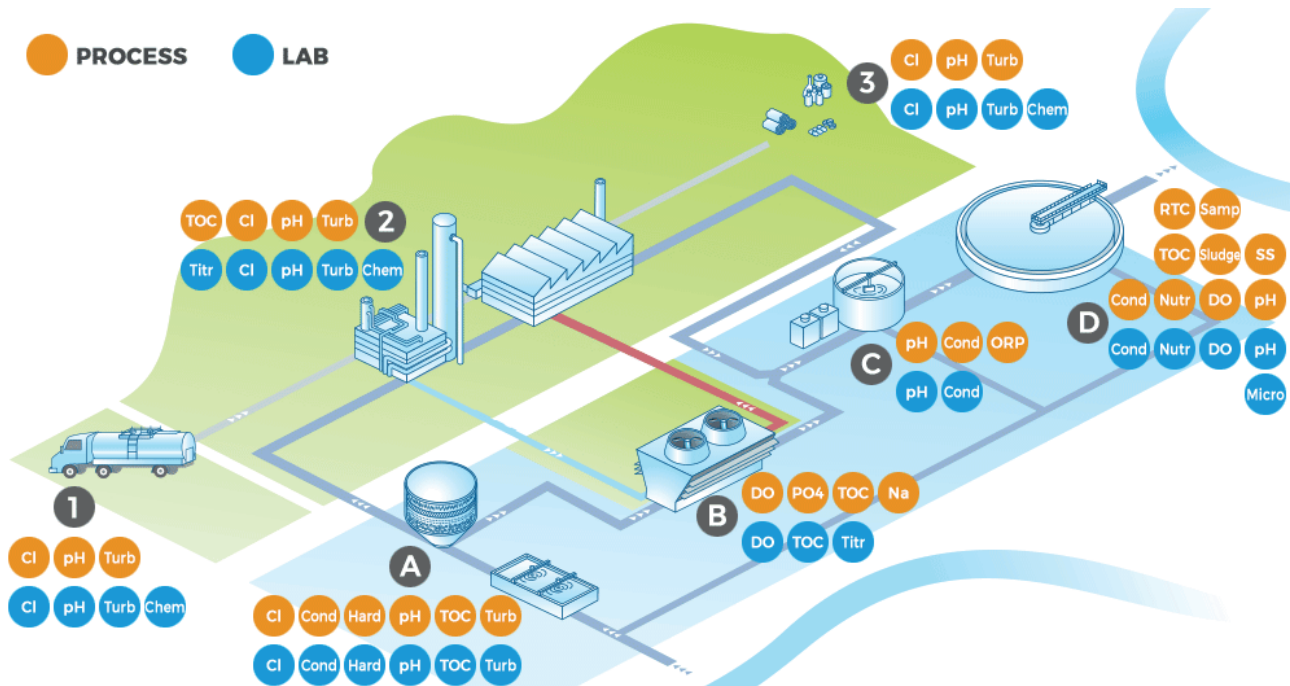 PROCESS LAB
3
Cl pH Turb
Cl pH Turb Chem
TOC Cl pH Turb 2
Titr Cl pH Turb Chem
RTC Samp
TOC Sludge SS
Cond Nutr DO pH
D
Cond Nutr DO pH
Micro
pH Cond ORP
C
pH Cond
1
Cl pH Turb
Cl pH Turb Chem
DO PO4 TOC Na
B
DO TOC Titr
A
Cl Cond Hard pH TOC Turb
Cl Cond Hard pH TOC Turb